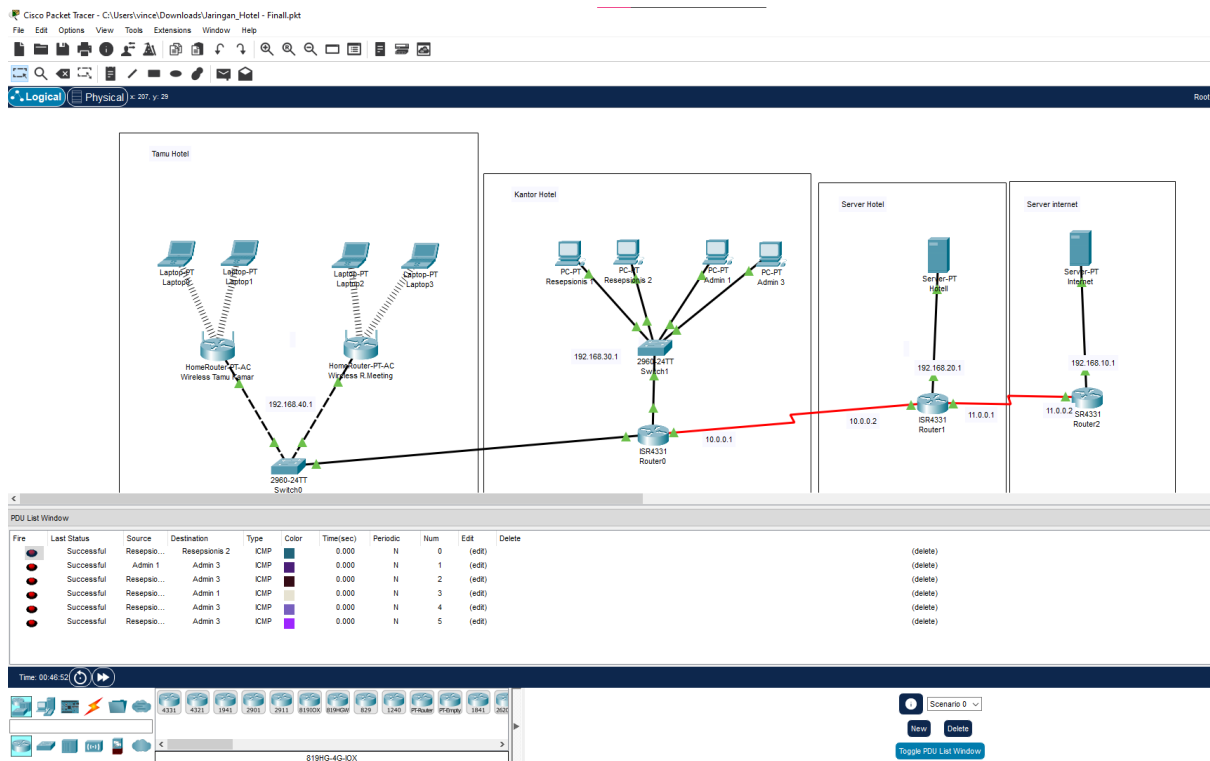 Cisco Packet Tracer - C:\Users\vince\Downloads\Jaringan_Hotel - Finall.pkt
File Edit Options View Tools Extensions Window Help
Logical Physical x: 207, y: 29 Root
Tamu Hotel
Kantor Hotel
Server Hotel
Server internet
Laptop-PT
Laptop0
Laptop-PT
Laptop1
Laptop-PT
Laptop2
Laptop-PT
Laptop3
PC-PT
Resepsionis 1
PC-PT
Resepsionis 2
PC-PT
Admin 1
PC-PT
Admin 3
Server-PT
Hotell
Server-PT
Internet
HomeRouter-PT-AC
Wireless Tamu Kamar
HomeRouter-PT-AC
Wireless R.Meeting
192.168.30.1
2960-24TT
Switch1
192.168.20.1
192.168.10.1
192.168.40.1
10.0.0.1
10.0.0.2
11.0.0.1
11.0.0.2
ISR4331
Router0
ISR4331
Router1
ISR4331
Router2
2960-24TT
Switch0
PDU List Window
Fire Last Status Source Destination Type Color Time(sec) Periodic Num Edit Delete
Successful Resepsio... Resepsionis 2 ICMP 0.000 N 0 (edit) (delete)
Successful Admin 1 Admin 3 ICMP 0.000 N 1 (edit) (delete)
Successful Resepsio... Admin 3 ICMP 0.000 N 2 (edit) (delete)
Successful Resepsio... Admin 1 ICMP 0.000 N 3 (edit) (delete)
Successful Resepsio... Admin 3 ICMP 0.000 N 4 (edit) (delete)
Successful Resepsio... Admin 3 ICMP 0.000 N 5 (edit) (delete)
Time: 00:46:52
4331 4321 1941 2901 2911 819IOX 819HGW 829 1240 PT-Router PT-Empty 1841 2620
819HG-4G-IOX
Scenario 0
New Delete
Toggle PDU List Window